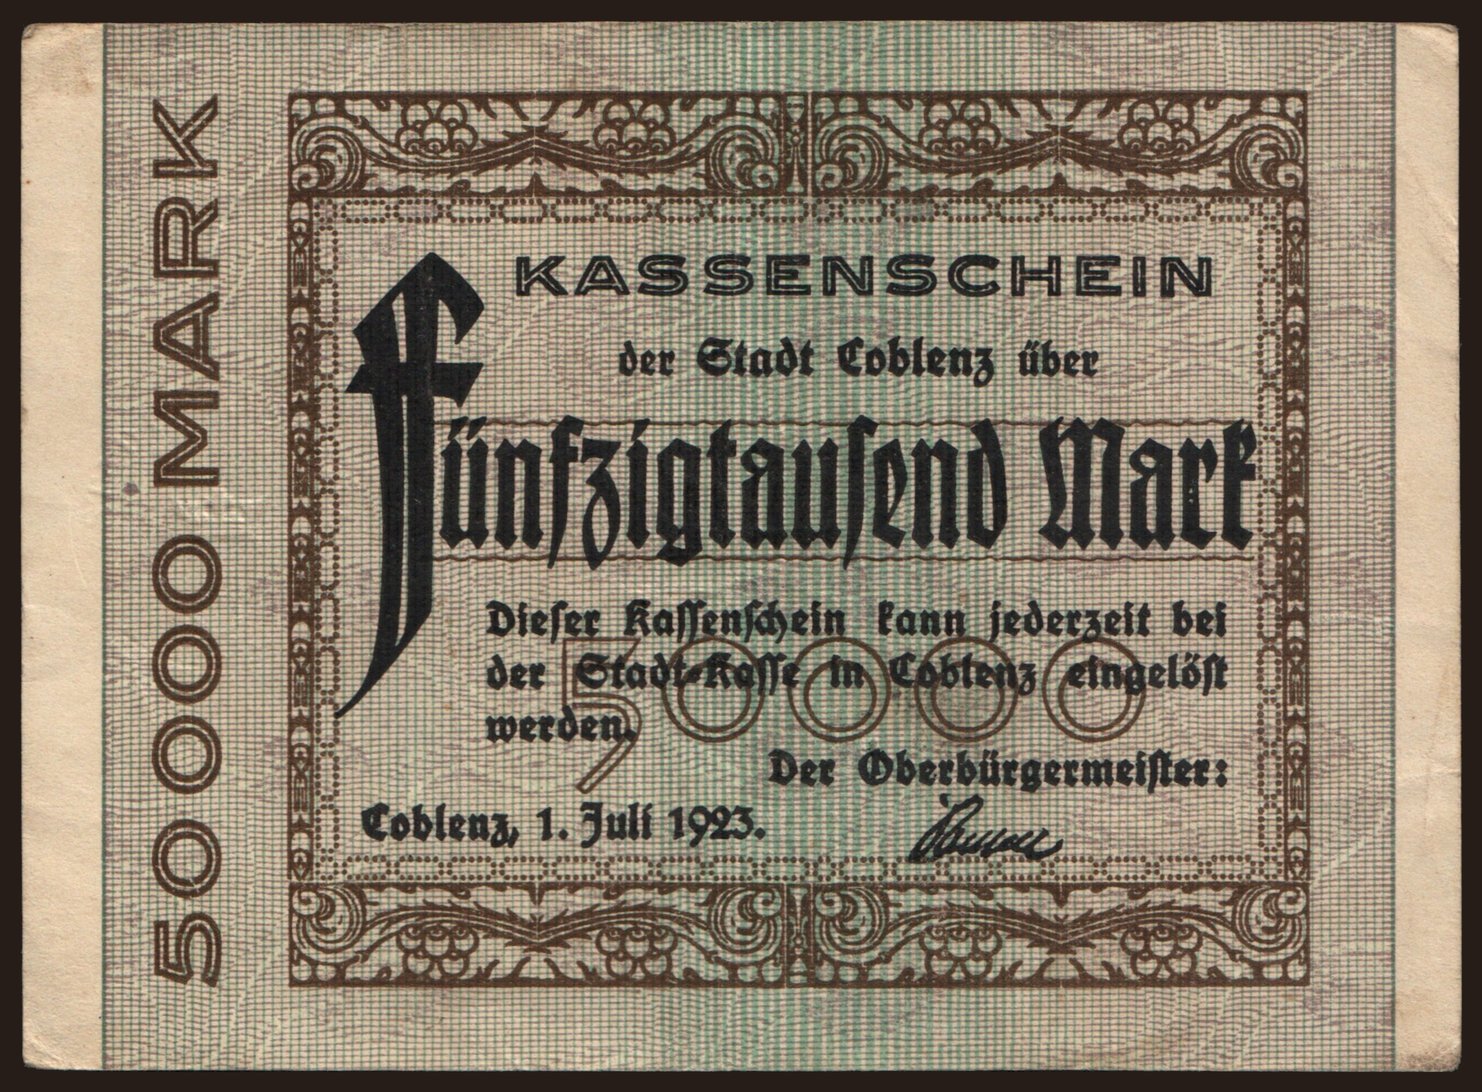 50000 MARK
KASSENSCHEIN
der Stadt Coblenz über
Fünfzigtausend Mark
Dieser Kassenschein kann jederzeit bei
der Stadt-Kasse in Coblenz eingelöst
werden.
50000
Der Oberbürgermeister:
Coblenz, 1. Juli 1923.